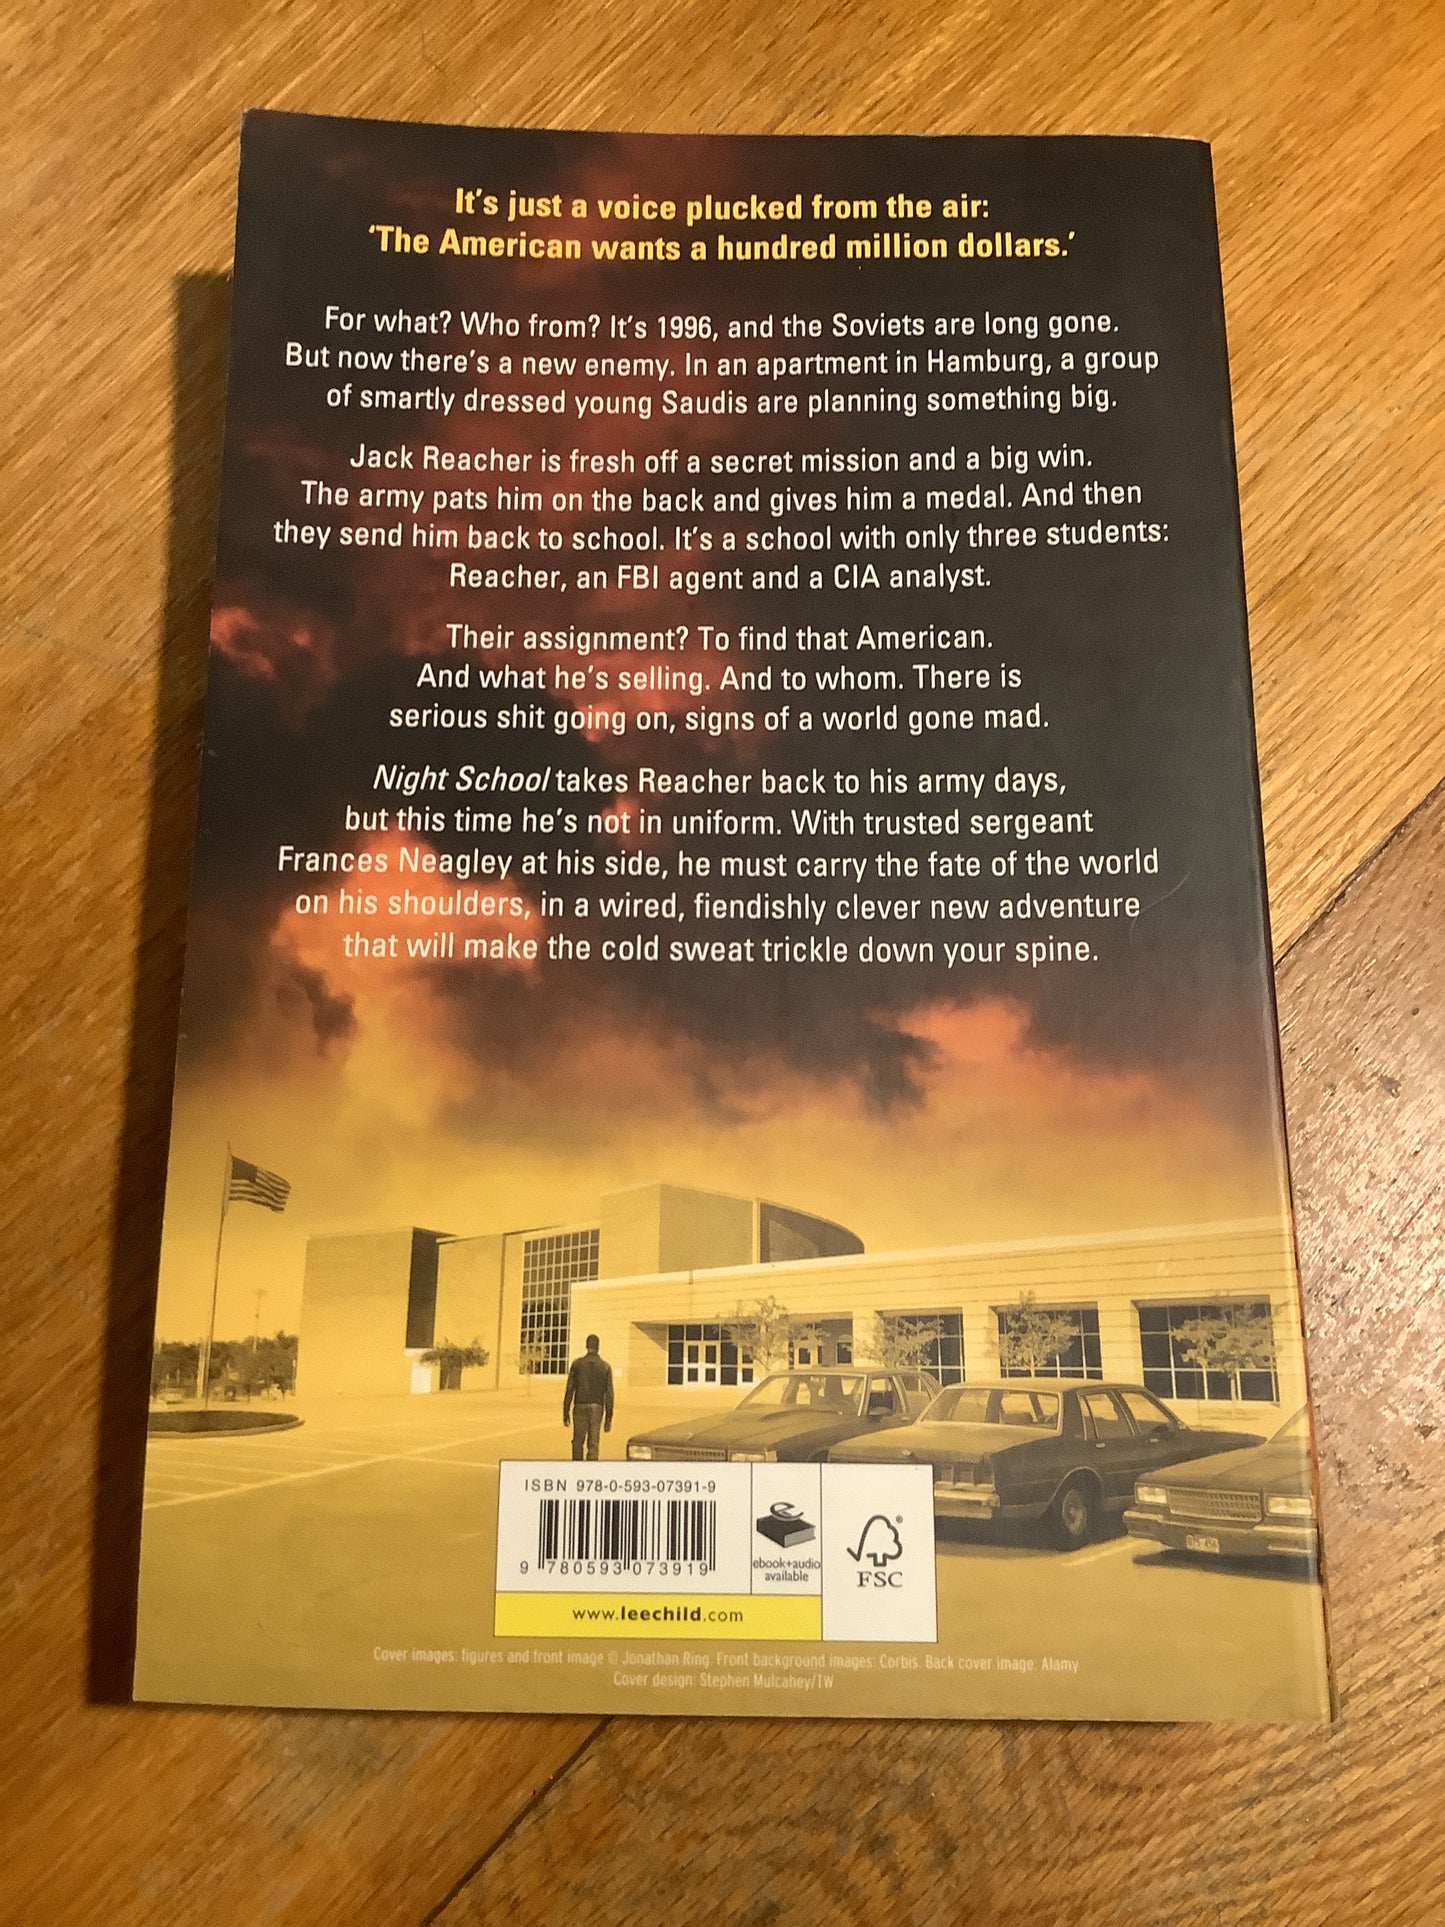 It's just a voice plucked from the air:
'The American wants a hundred million dollars.'
For what? Who from? It's 1996, and the Soviets are long gone.
But now there's a new enemy. In an apartment in Hamburg, a group
of smartly dressed young Saudis are planning something big.
Jack Reacher is fresh off a secret mission and a big win.
The army pats him on the back and gives him a medal. And then
they send him back to school. It's a school with only three students:
Reacher, an FBI agent and a CIA analyst.
Their assignment? To find that American.
And what he's selling. And to whom. There is
serious shit going on, signs of a world gone mad.
Night School takes Reacher back to his army days,
but this time he's not in uniform. With trusted sergeant
Frances Neagley at his side, he must carry the fate of the world
on his shoulders, in a wired, fiendishly clever new adventure
that will make the cold sweat trickle down your spine.
ISBN 978-0-593-07391-9
9 780593 073919
ebook+audio
available
FSC®
www.leechild.com
Cover images: figures and front image © Jonathan Ring. Front background images: Corbis. Back cover image: Alamy
Cover design: Stephen Mulcahey/TW